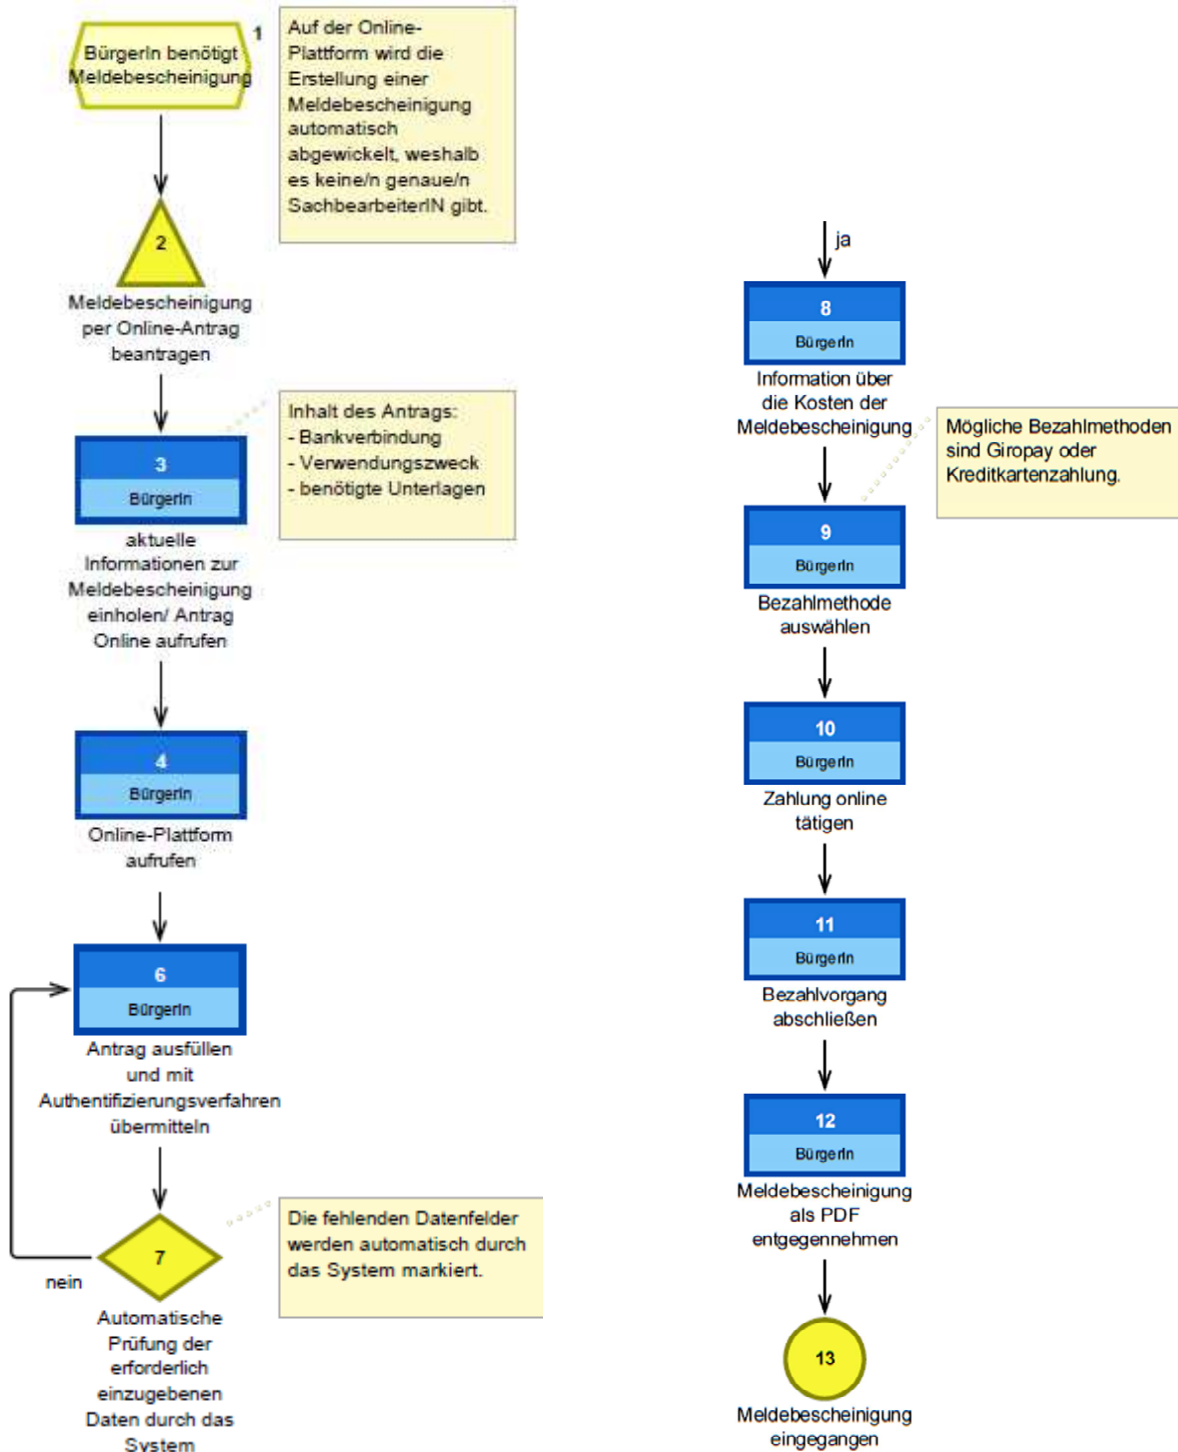 BürgerIn benötigt
Meldebescheinigung
1
Auf der Online-
Plattform wird die
Erstellung einer
Meldebescheinigung
automatisch
abgewickelt, weshalb
es keine/n genaue/n
SachbearbeiterIN gibt.
2
Meldebescheinigung
per Online-Antrag
beantragen
Inhalt des Antrags:
- Bankverbindung
- Verwendungszweck
- benötigte Unterlagen
3
BürgerIn
aktuelle
Informationen zur
Meldebescheinigung
einholen/ Antrag
Online aufrufen
4
BürgerIn
Online-Plattform
aufrufen
6
BürgerIn
Antrag ausfüllen
und mit
Authentifizierungsverfahren
übermitteln
Die fehlenden Datenfelder
werden automatisch durch
das System markiert.
7
nein
Automatische
Prüfung der
erforderlich
einzugebenen
Daten durch das
System
ja
8
BürgerIn
Information über
die Kosten der
Meldebescheinigung
Mögliche Bezahlmethoden
sind Giropay oder
Kreditkartenzahlung.
9
BürgerIn
Bezahlmethode
auswählen
10
BürgerIn
Zahlung online
tätigen
11
BürgerIn
Bezahlvorgang
abschließen
12
BürgerIn
Meldebescheinigung
als PDF
entgegennehmen
13
Meldebescheinigung
eingegangen